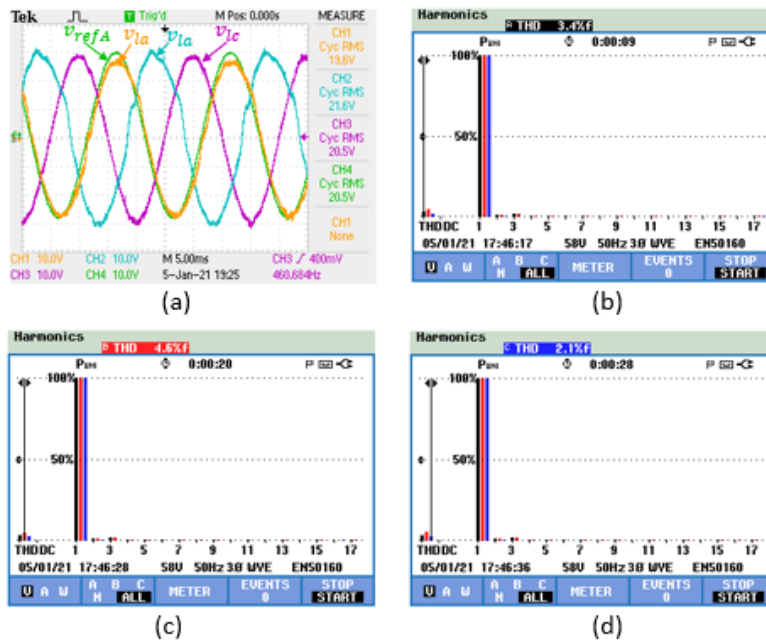 Tek Trig'd M Pos: 0.000s MEASURE
v_refA v_la v_la v_lc
CH1
Cyc RMS
19.6V
CH2
Cyc RMS
21.6V
CH3
Cyc RMS
20.5V
CH4
Cyc RMS
20.5V
CH1
None
CH1 10.0V CH2 10.0V M 5.00ms CH3 400mV
CH3 10.0V CH4 10.0V 5-Jan-21 19:25 460.684Hz
(a)
Harmonics
A THD 3.4%f
PUNI 0:00:09
100%
50%
THDDC 1 3 5 7 9 11 13 15 17
05/01/21 17:46:17 58V 50Hz 3Ø WYE EN50160
V A W A B C N ALL METER EVENTS 0 STOP START
(b)
Harmonics
THD 4.6%f
PUNI 0:00:20
100%
50%
THDDC 1 3 5 7 9 11 13 15 17
05/01/21 17:46:28 58V 50Hz 3Ø WYE EN50160
V A W A B C N ALL METER EVENTS 0 STOP START
(c)
Harmonics
C THD 2.1%f
PUNI 0:00:28
100%
50%
THDDC 1 3 5 7 9 11 13 15 17
05/01/21 17:46:36 58V 50Hz 3Ø WYE EN50160
V A W A B C N ALL METER EVENTS 0 STOP START
(d)